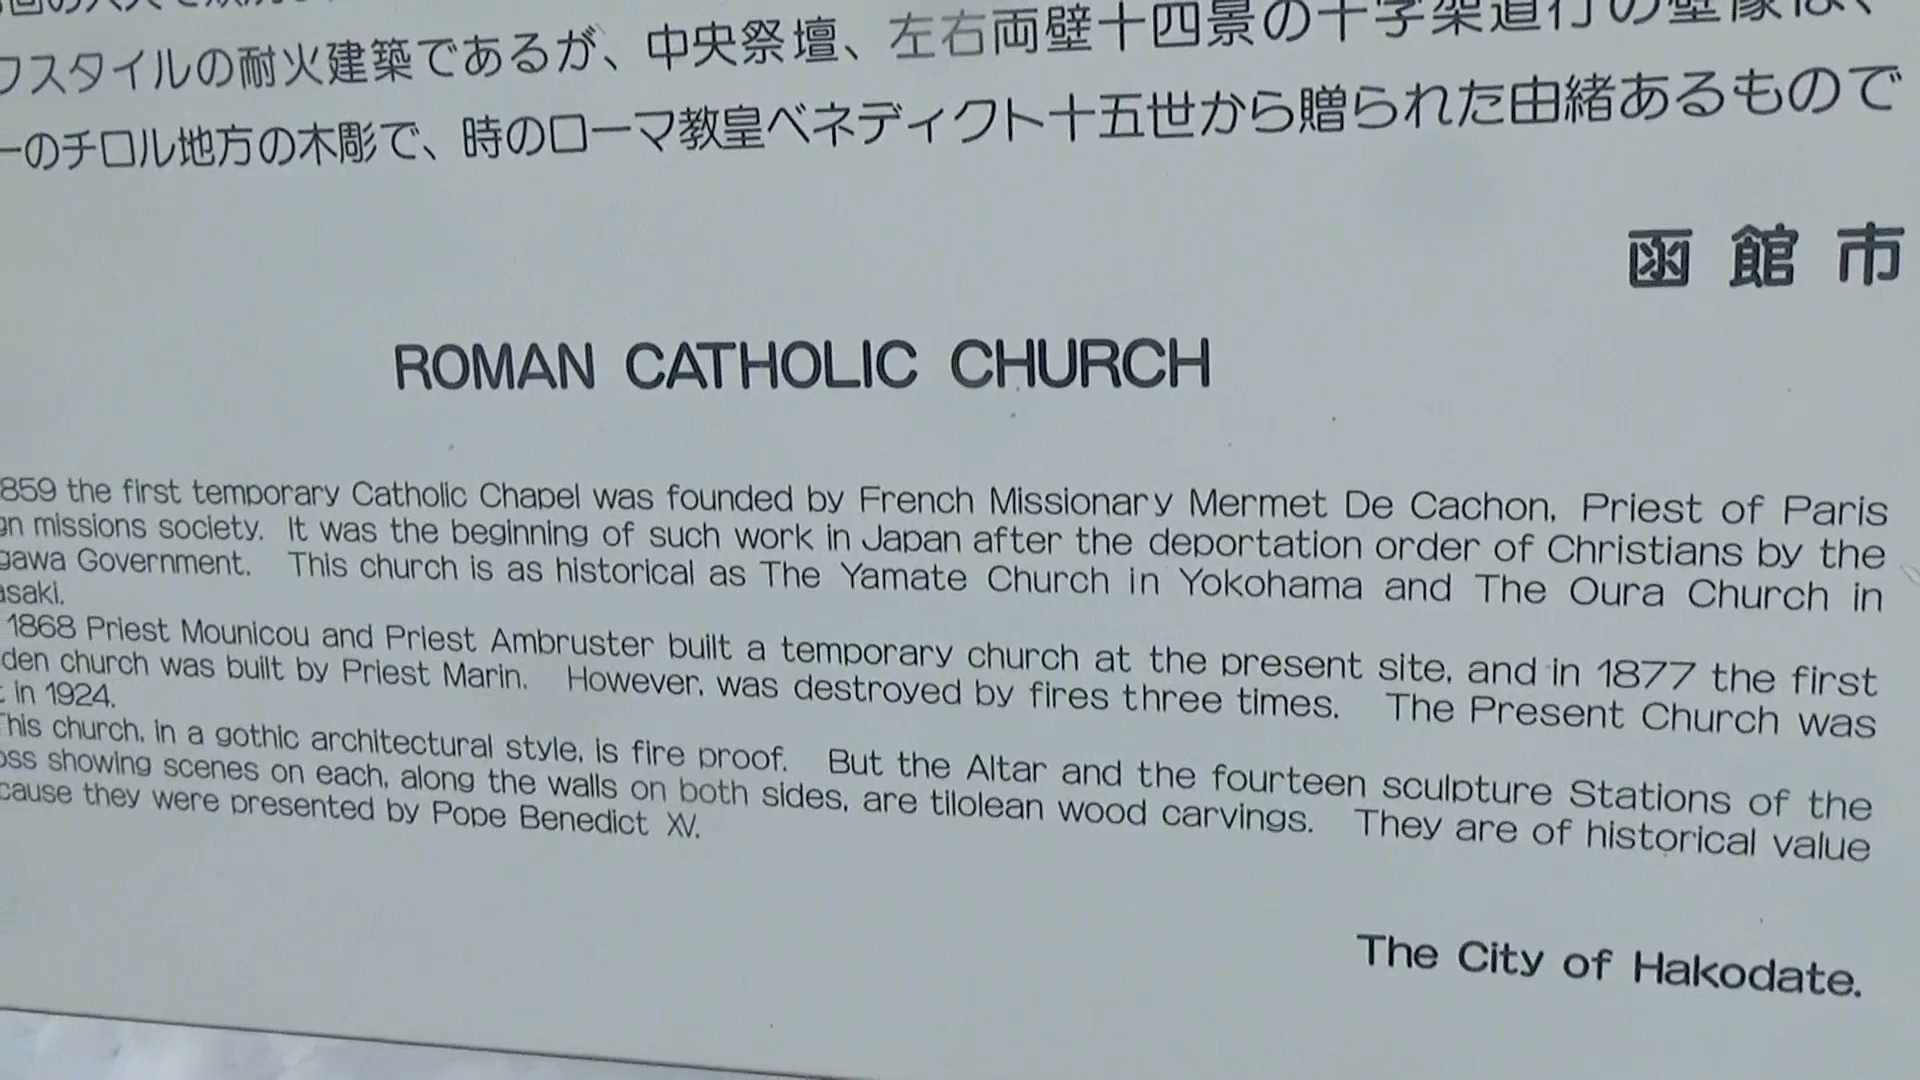 フスタイルの耐火建築であるが、中央祭壇、左右両壁十四景の十字架道行の壁像は、
ーのチロル地方の木彫で、時のローマ教皇ベネディクト十五世から贈られた由緒あるもので
函館市
ROMAN CATHOLIC CHURCH
859 the first temporary Catholic Chapel was founded by French Missionary Mermet De Cachon, Priest of Paris
gn missions society. It was the beginning of such work in Japan after the deportation order of Christians by the
gawa Government. This church is as historical as The Yamate Church in Yokohama and The Oura Church in
asaki.
1868 Priest Mounicou and Priest Ambruster built a temporary church at the present site, and in 1877 the first
den church was built by Priest Marin. However, was destroyed by fires three times. The Present Church was
t in 1924.
This church, in a gothic architectural style, is fire proof. But the Altar and the fourteen sculpture Stations of the
oss showing scenes on each, along the walls on both sides, are tilolean wood carvings. They are of historical value
cause they were presented by Pope Benedict XV.
The City of Hakodate.